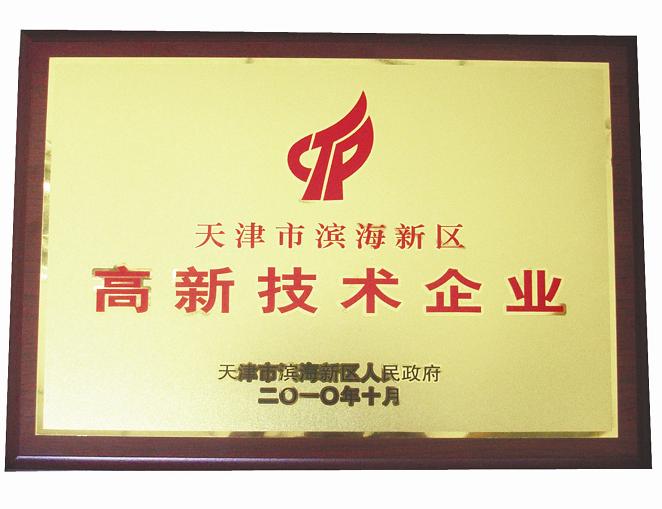 天津市滨海新区
高新技术企业
天津市滨海新区人民政府
二〇一〇年十月